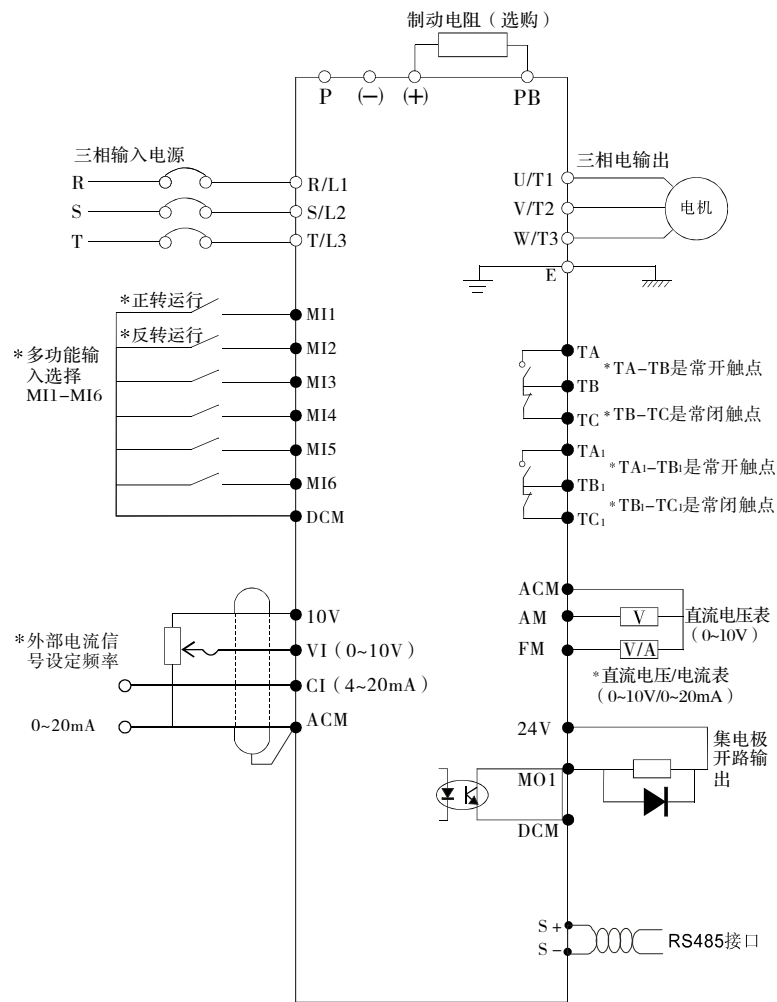 制动电阻（选购）
P
(−)
(+)
PB
三相输入电源
R
R/L1
S
S/L2
T
T/L3
三相电输出
U/T1
V/T2
W/T3
电机
E
*正转运行
MI1
*反转运行
MI2
*多功能输
入选择
MI1-MI6
MI3
MI4
MI5
MI6
DCM
TA
*TA-TB是常开触点
TB
TC
*TB-TC是常闭触点
TA1
*TA1-TB1是常开触点
TB1
*TB1-TC1是常闭触点
TC1
10V
*外部电流信
号设定频率
VI（0~10V）
CI（4~20mA）
0~20mA
ACM
ACM
AM
V
直流电压表
（0~10V）
FM
V/A
*直流电压/电流表
（0~10V/0~20mA）
24V
集电极
开路输
出
MO1
DCM
S+
S−
RS485接口